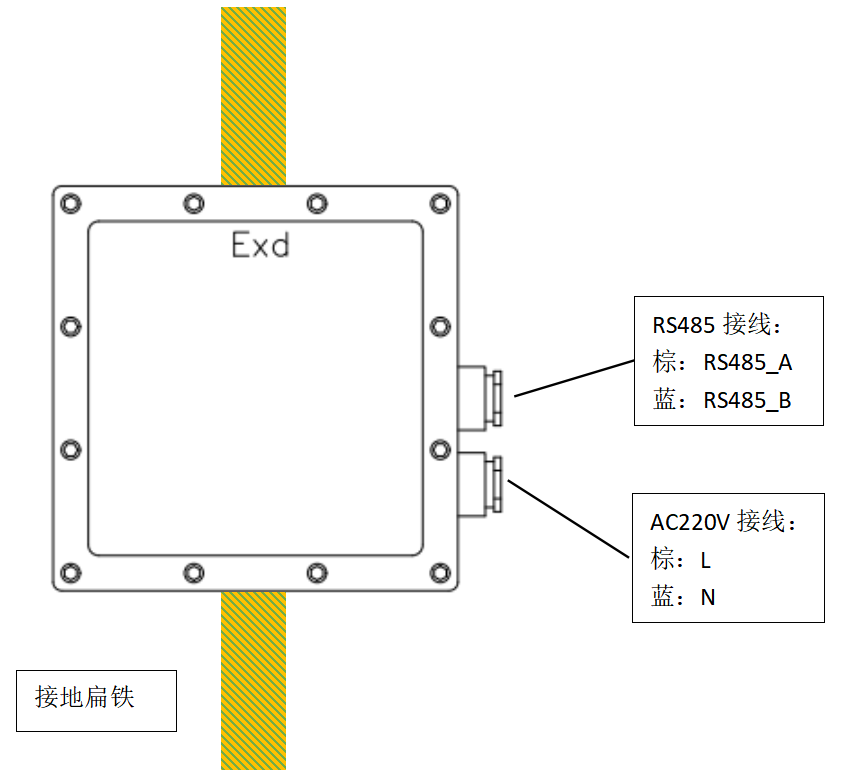 Exd
RS485 接线：
棕：RS485_A
蓝：RS485_B
AC220V 接线：
棕：L
蓝：N
接地扁铁